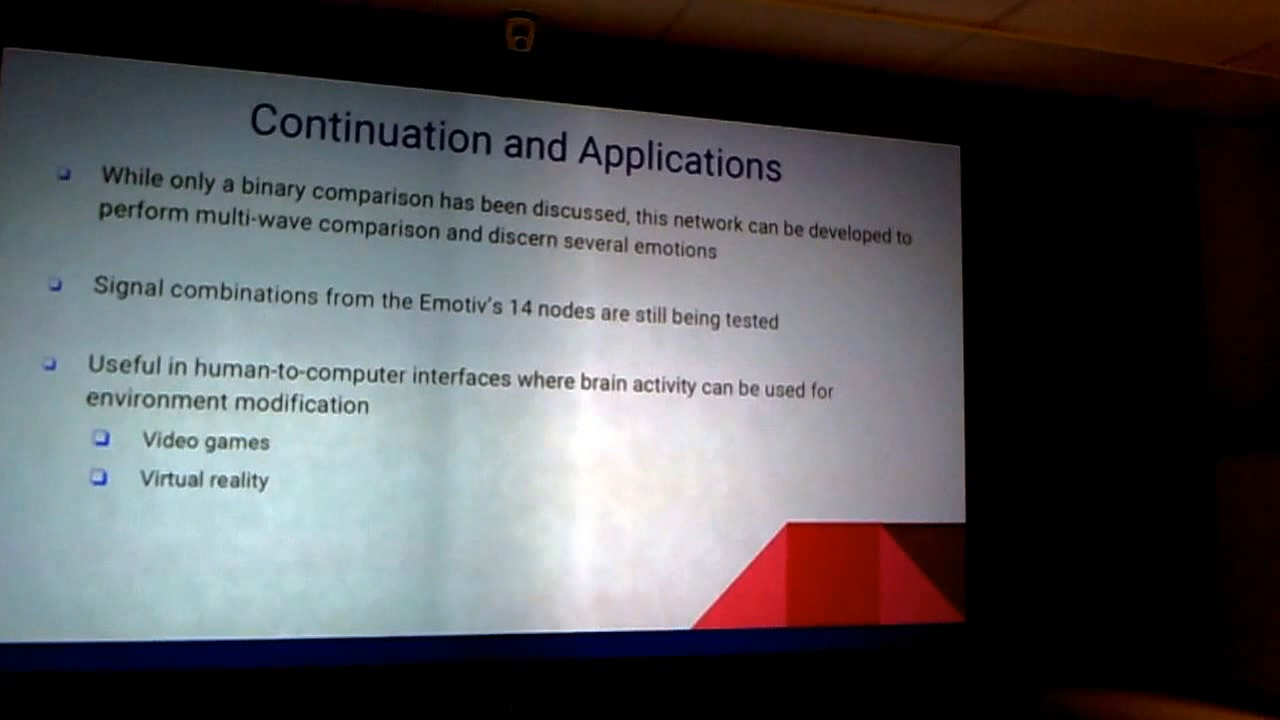 Continuation and Applications
While only a binary comparison has been discussed, this network can be developed to
perform multi-wave comparison and discern several emotions
Signal combinations from the Emotiv's 14 nodes are still being tested
Useful in human-to-computer interfaces where brain activity can be used for
environment modification
Video games
Virtual reality